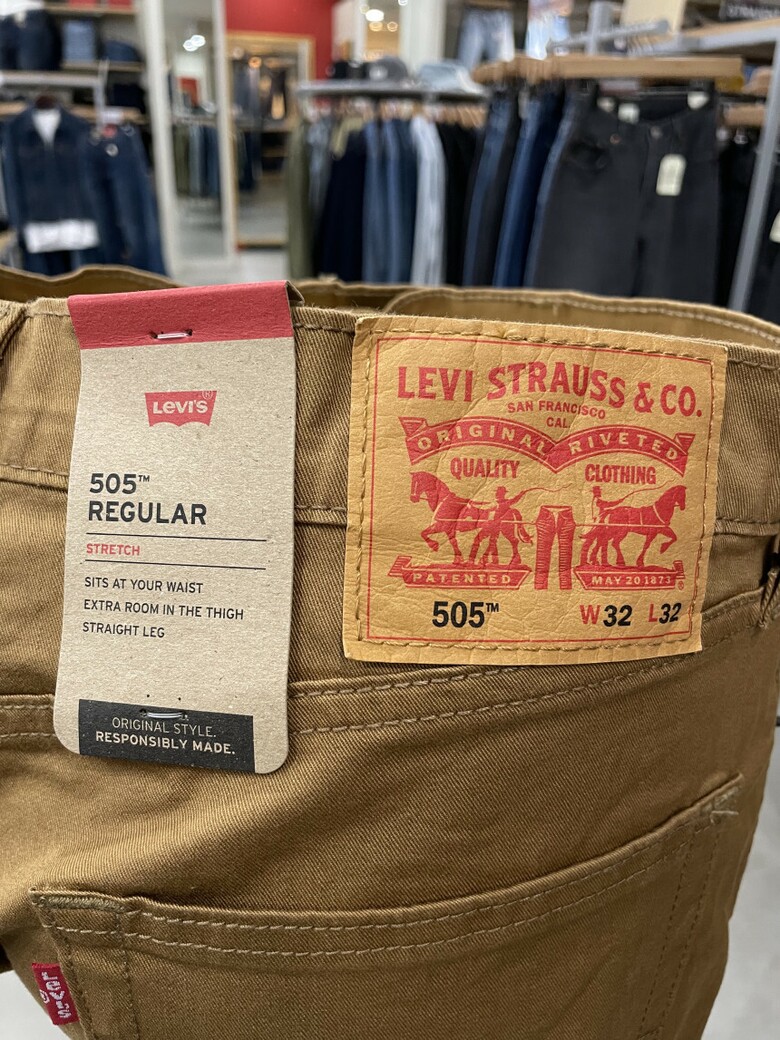 LEVI'S®
505™
REGULAR
STRETCH
SITS AT YOUR WAIST
EXTRA ROOM IN THE THIGH
STRAIGHT LEG
ORIGINAL STYLE.
RESPONSIBLY MADE.
LEVI STRAUSS & CO.
SAN FRANCISCO
CAL
ORIGINAL RIVETED
QUALITY CLOTHING
PATENTED MAY 20 1873 ®
505™ W32 L32
LEVI'S